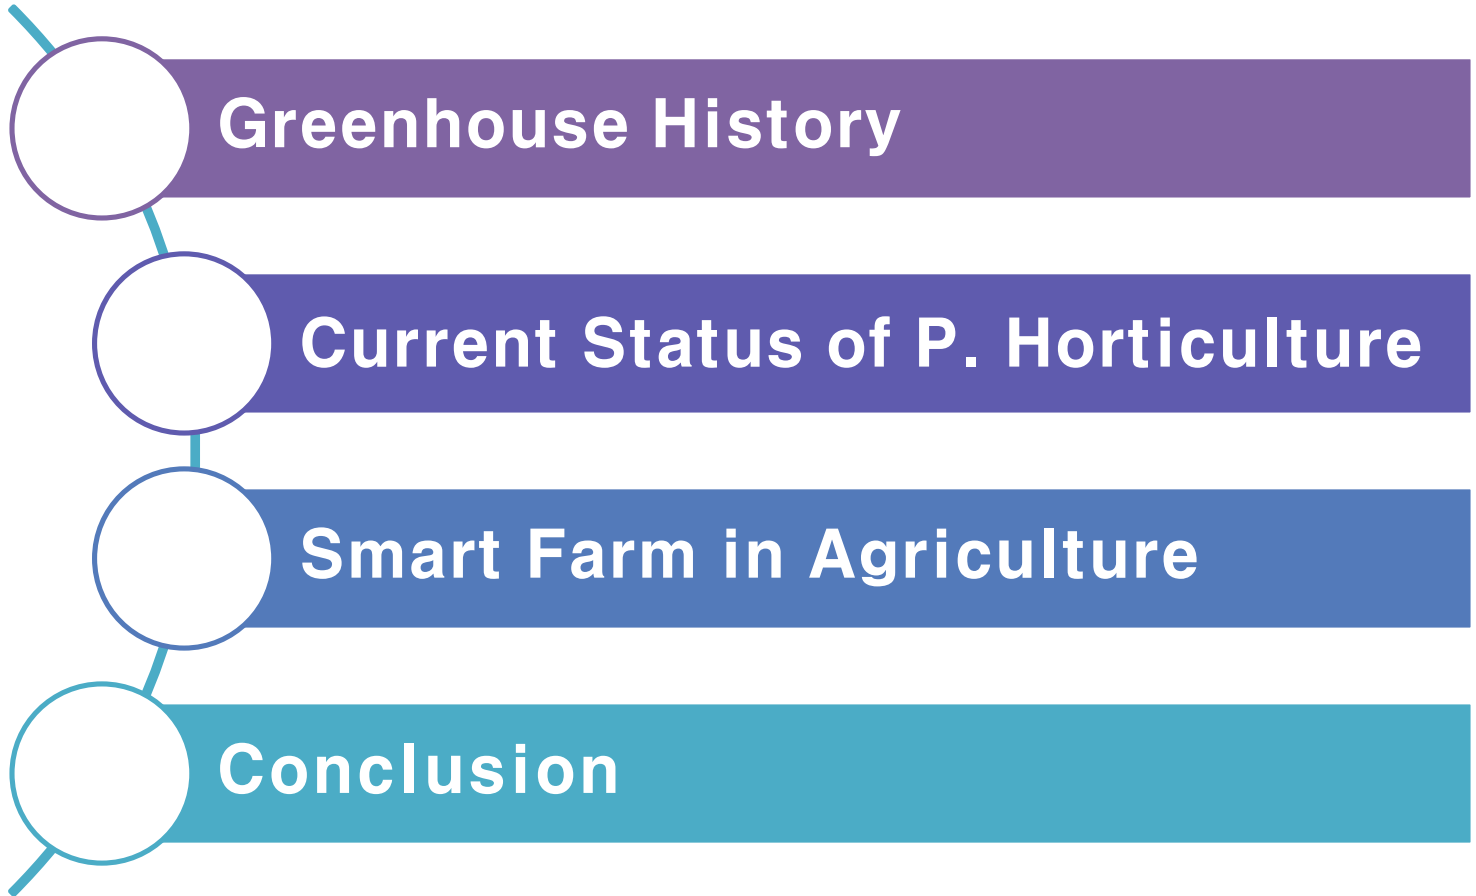 Greenhouse History
Current Status of P. Horticulture
Smart Farm in Agriculture
Conclusion